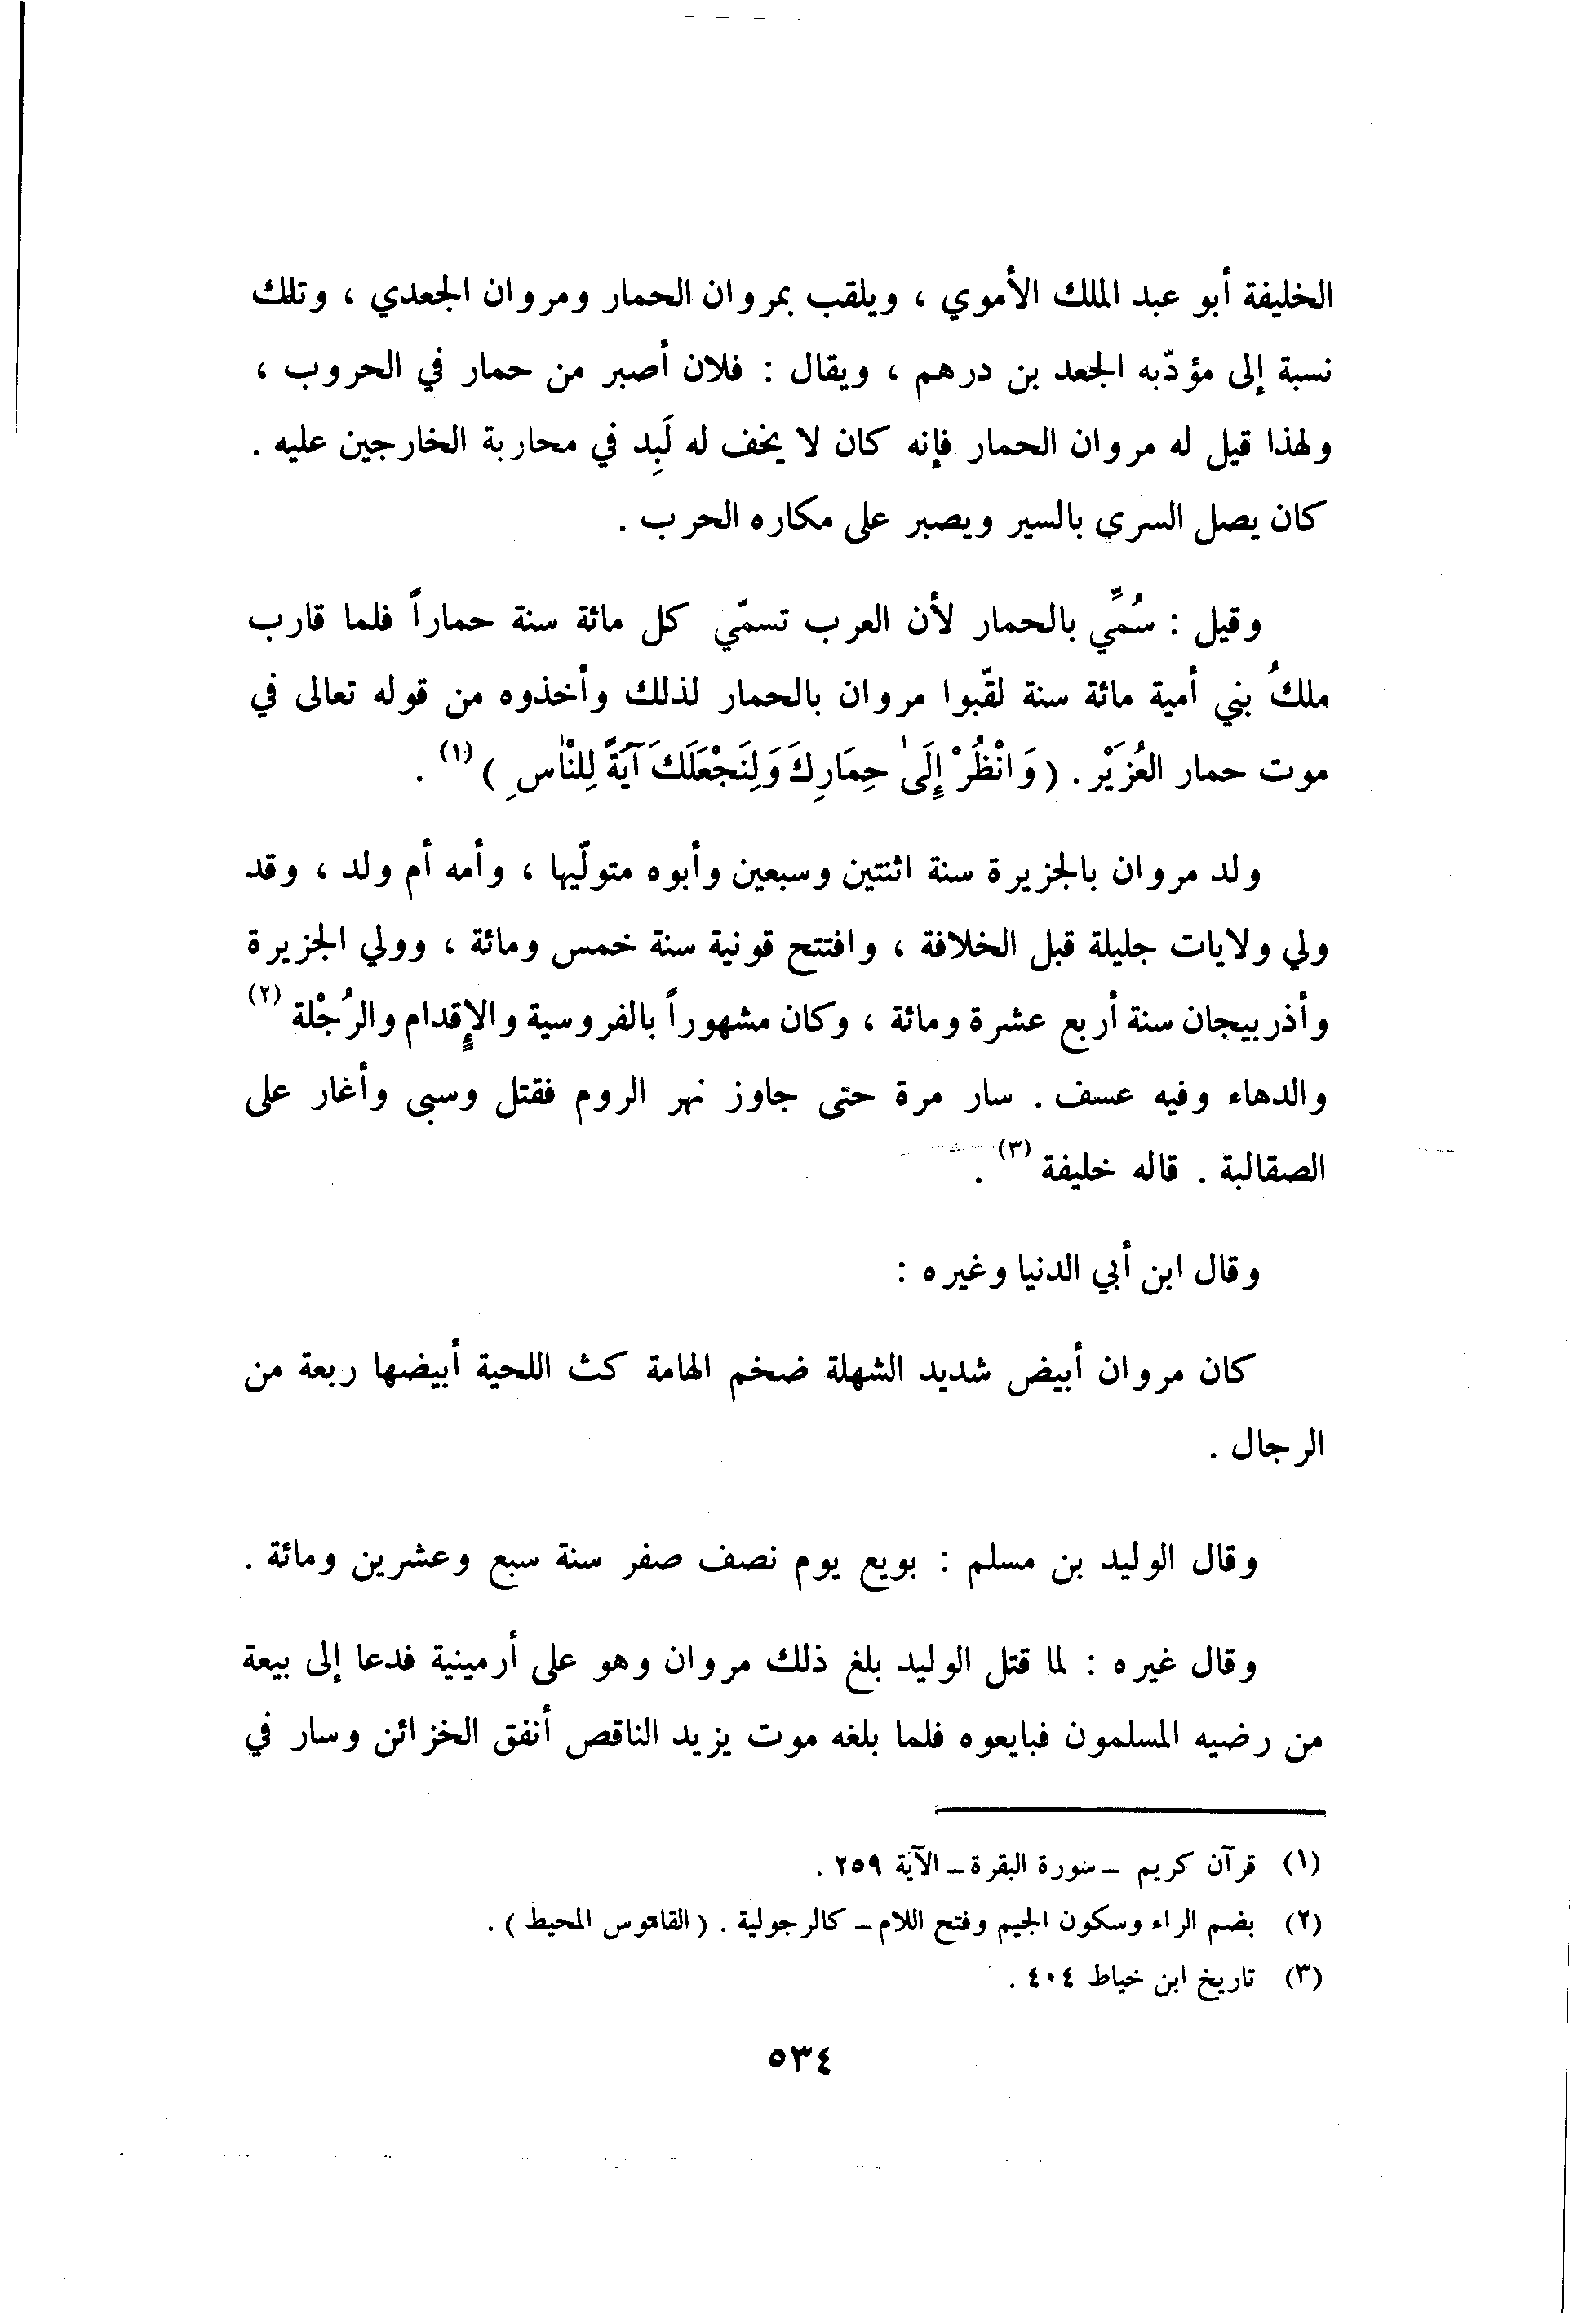 الخليفة أبو عبد الملك الأموي ، ويلقب بمروان الحمار ومروان الجعدي ، وتلك
نسبة إلى مؤدّبه الجعد بن درهم ، ويقال : فلان أصبر من حمار في الحروب ،
ولهذا قيل له مروان الحمار فإنه كان لا يخف له لَبِد في محاربة الخارجين عليه .
كان يصل السرى بالسير ويصبر على مكاره الحرب .
وقيل : سُمِّي بالحمار لأن العرب تسمّي كل مائة سنة حماراً فلما قارب
ملكُ بني أمية مائة سنة لقّبوا مروان بالحمار لذلك وأخذوه من قوله تعالى في
موت حمار العُزَيْر . ( وَانْظُرْ إِلَىٰ حِمَارِكَ وَلِنَجْعَلَكَ آيَةً لِلْنَّاسِ ) (١) .
ولد مروان بالجزيرة سنة اثنتين وسبعين وأبوه متولّيها ، وأمه أم ولد ، وقد
ولي ولايات جليلة قبل الخلافة ، وافتتح قونية سنة خمس ومائة ، وولي الجزيرة
وأذربيجان سنة أربع عشرة ومائة ، وكان مشهوراً بالفروسية والإقدام والرُجْلة (٢)
والدهاء وفيه عسف . سار مرة حتى جاوز نهر الروم فقتل وسبى وأغار على
الصقالبة . قاله خليفة (٣) .
وقال ابن أبي الدنيا وغيره :
كان مروان أبيض شديد الشهلة ضخم الهامة كث اللحية أبيضها ربعة من
الرجال .
وقال الوليد بن مسلم : بويع يوم نصف صفر سنة سبع وعشرين ومائة .
وقال غيره : لما قتل الوليد بلغ ذلك مروان وهو على أرمينية فدعا إلى بيعة
من رضيه المسلمون فبايعوه فلما بلغه موت يزيد الناقص أنفق الخزائن وسار في
(١) قرآن كريم – سورة البقرة – الآية ٢٥٩ .
(٢) بضم الراء وسكون الجيم وفتح اللام – كالرجولية . ( القاموس المحيط ) .
(٣) تاريخ ابن خياط ٤٠٤ .
٥٣٤